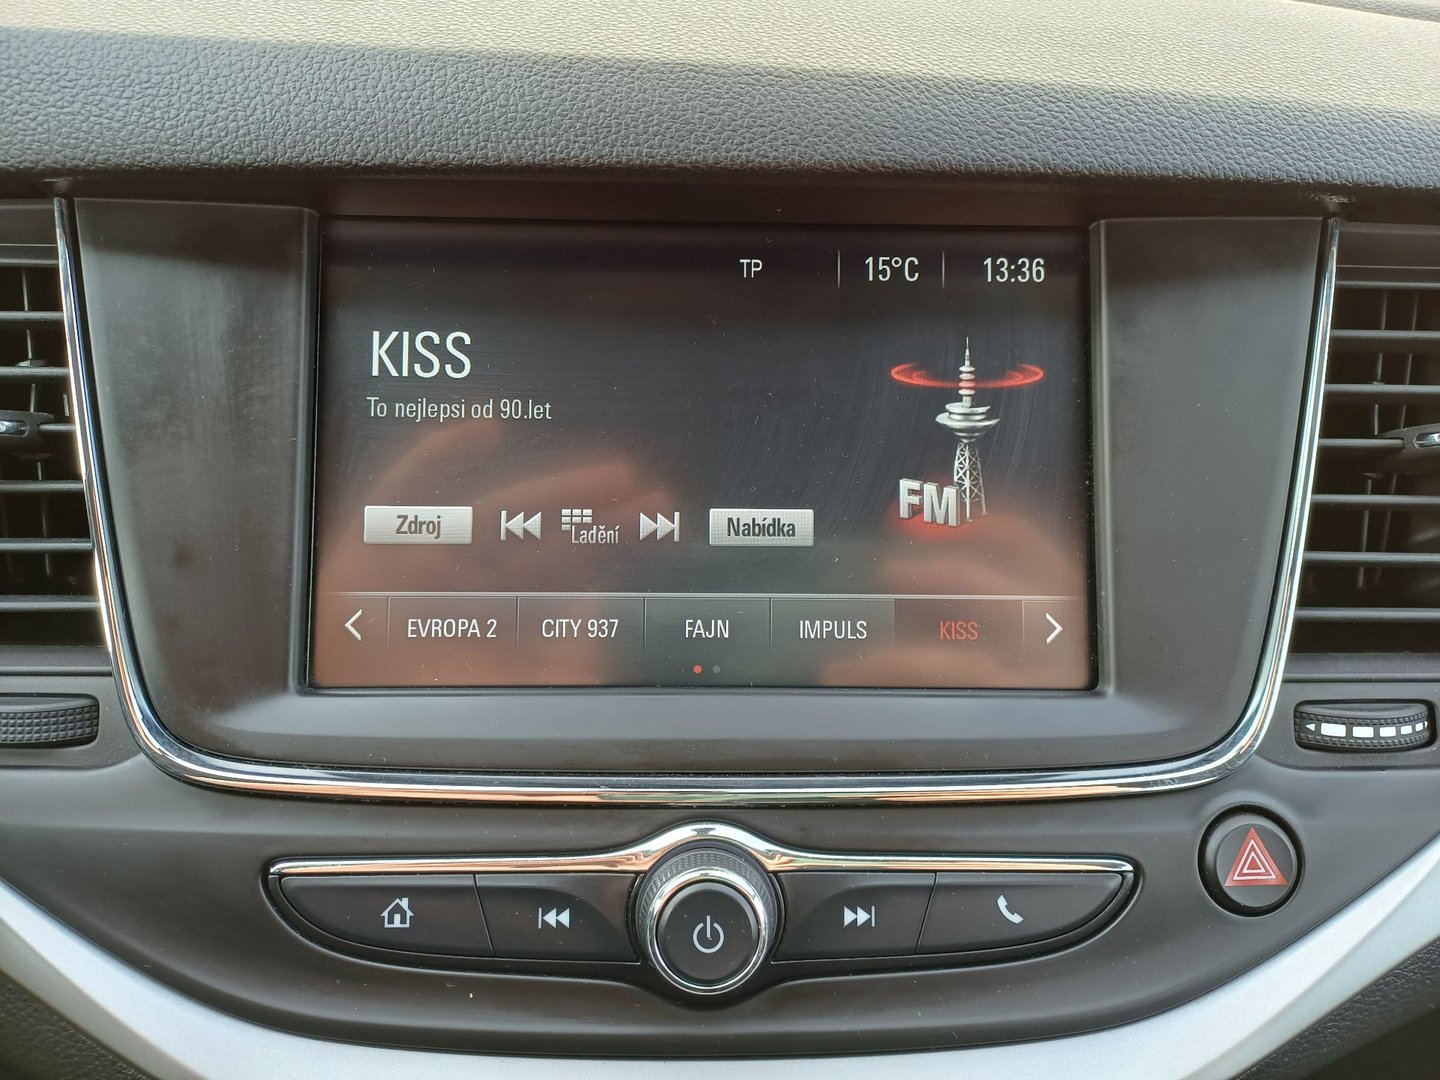 TP 15°C 13:36
KISS
To nejlepsi od 90.let
FM
Zdroj Ladění Nabídka
EVROPA 2 CITY 937 FAJN IMPULS KISS